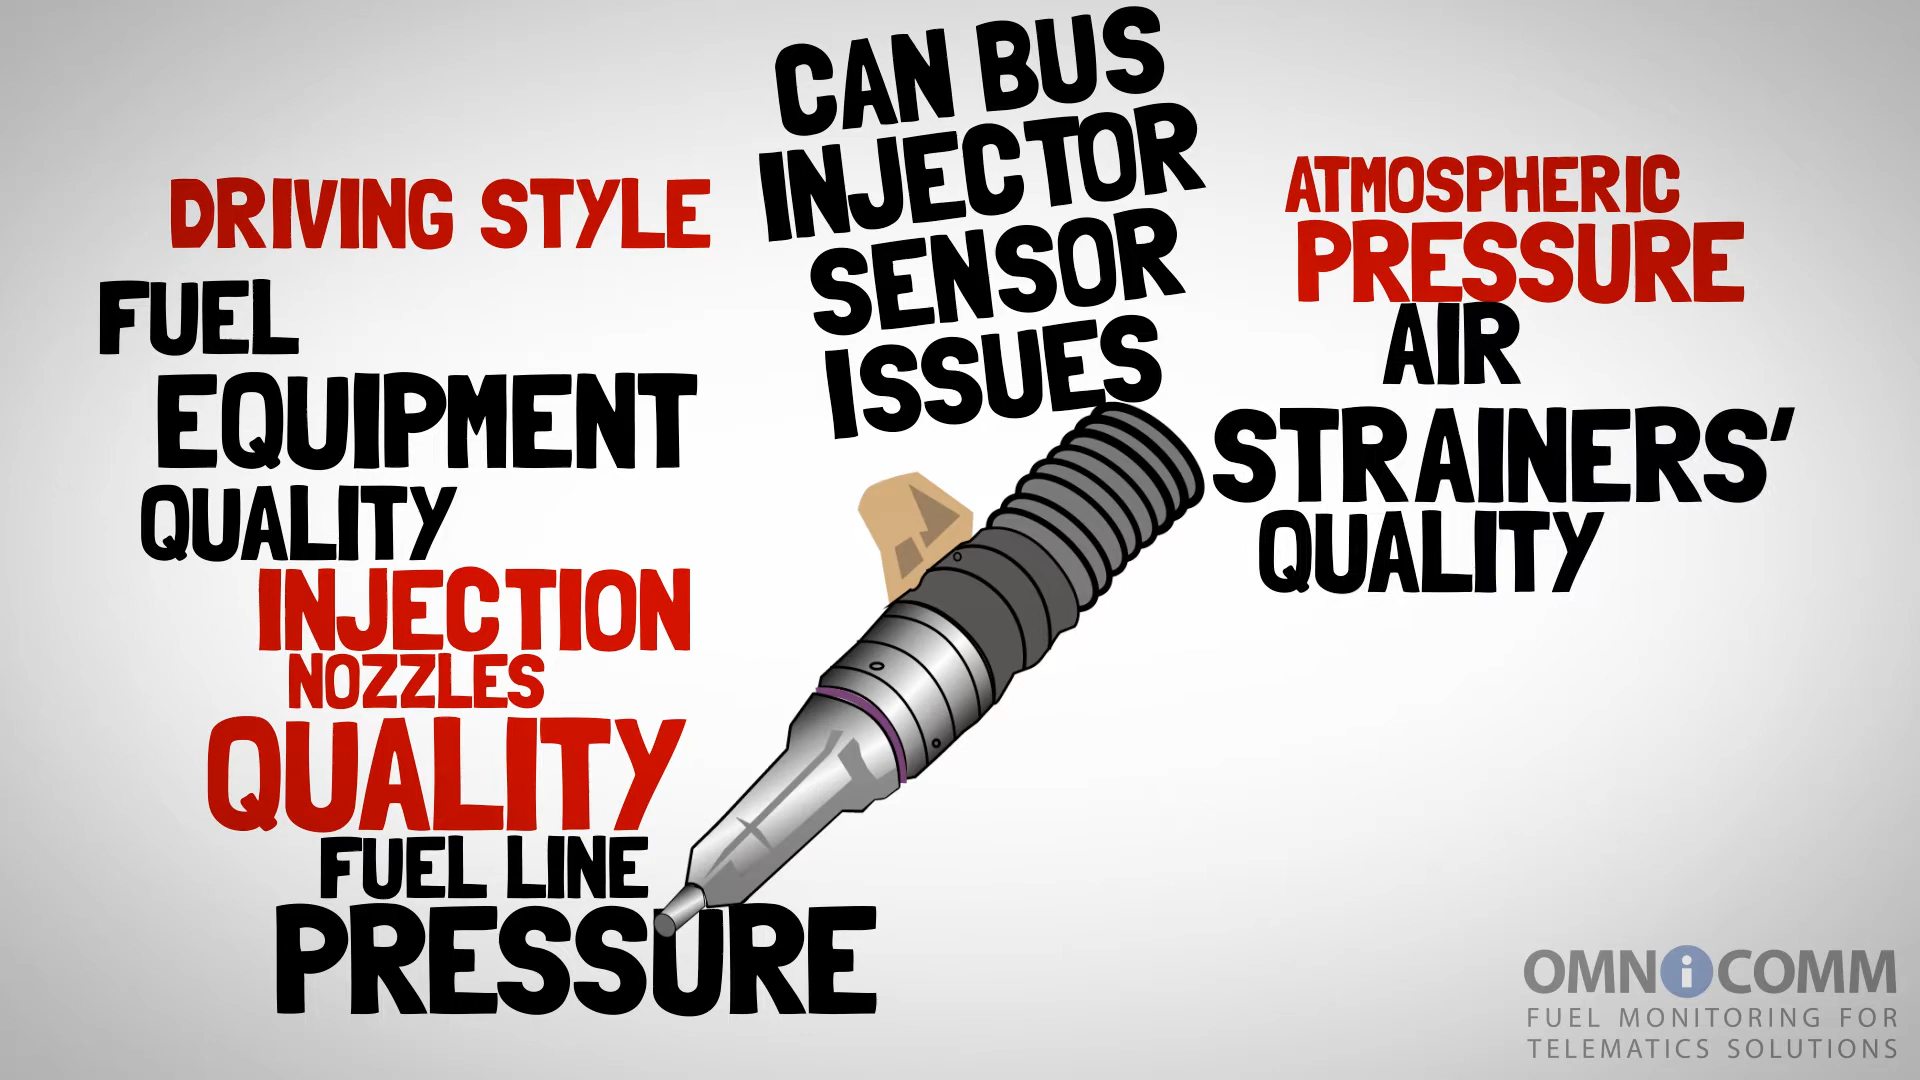 CAN BUS
INJECTOR
SENSOR
ISSUES
DRIVING STYLE
FUEL
EQUIPMENT
QUALITY
INJECTION
NOZZLES
QUALITY
FUEL LINE
PRESSURE
ATMOSPHERIC
PRESSURE
AIR
STRAINERS'
QUALITY
OMNiCOMM
FUEL MONITORING FOR
TELEMATICS SOLUTIONS